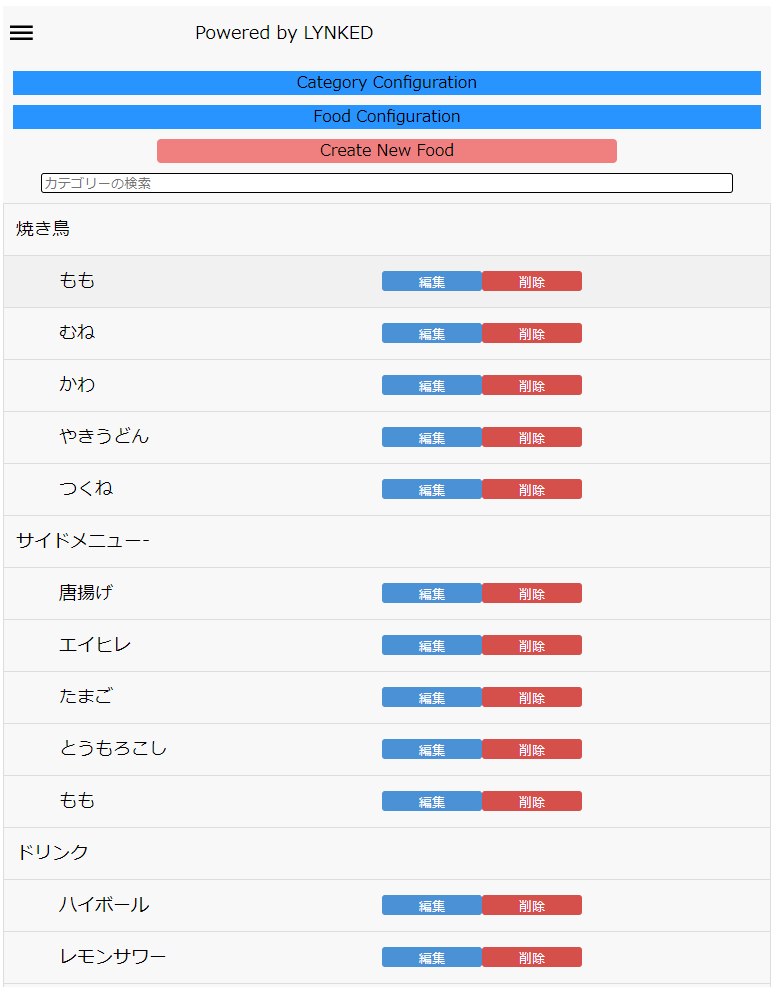 Powered by LYNKED
Category Configuration
Food Configuration
Create New Food
カテゴリーの検索
焼き鳥
もも 編集 削除
むね 編集 削除
かわ 編集 削除
やきうどん 編集 削除
つくね 編集 削除
サイドメニュー-
唐揚げ 編集 削除
エイヒレ 編集 削除
たまご 編集 削除
とうもろこし 編集 削除
もも 編集 削除
ドリンク
ハイボール 編集 削除
レモンサワー 編集 削除